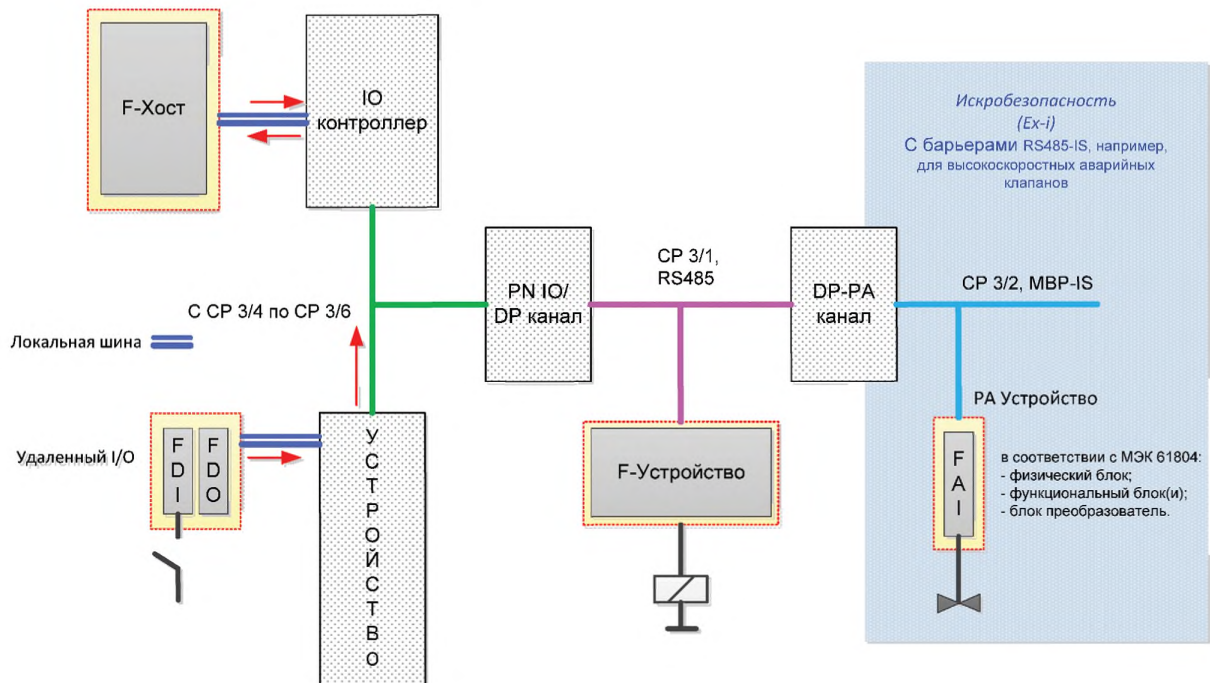 F-Хост
IO
контроллер
Искробезопасность
(Ex-i)
С барьерами RS485-IS, например,
для высокоскоростных аварийных
клапанов
CP 3/1,
RS485
PN IO/
DP канал
DP-PA
канал
CP 3/2, MBP-IS
С CP 3/4 по CP 3/6
Локальная шина
Удаленный I/O
F
D
I
F
D
O
У
С
Т
Р
О
Й
С
Т
В
О
F-Устройство
PA Устройство
F
A
I
в соответствии с МЭК 61804:
- физический блок;
- функциональный блок(и);
- блок преобразователь.